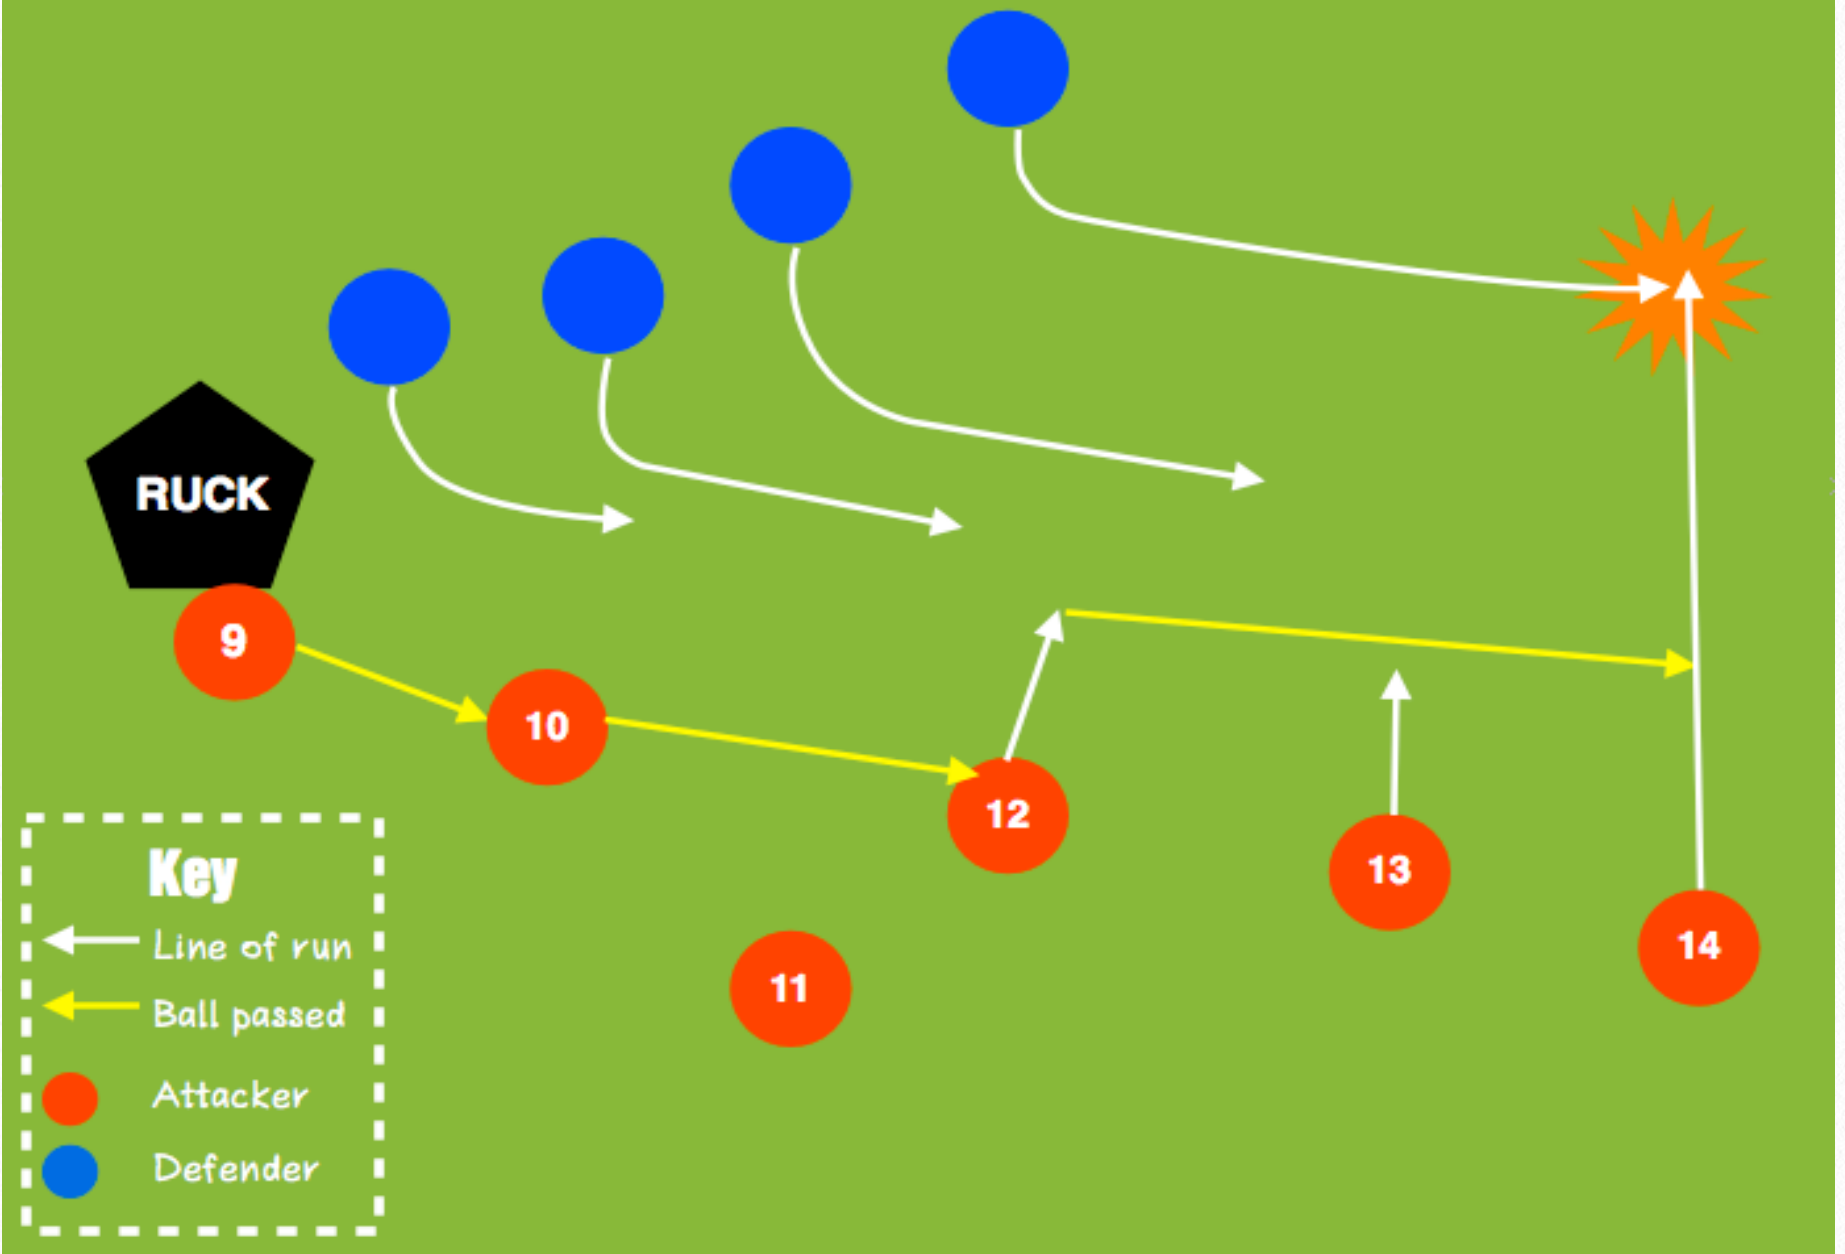 RUCK
9
10
12
13
14
11
Key
Line of run
Ball passed
Attacker
Defender